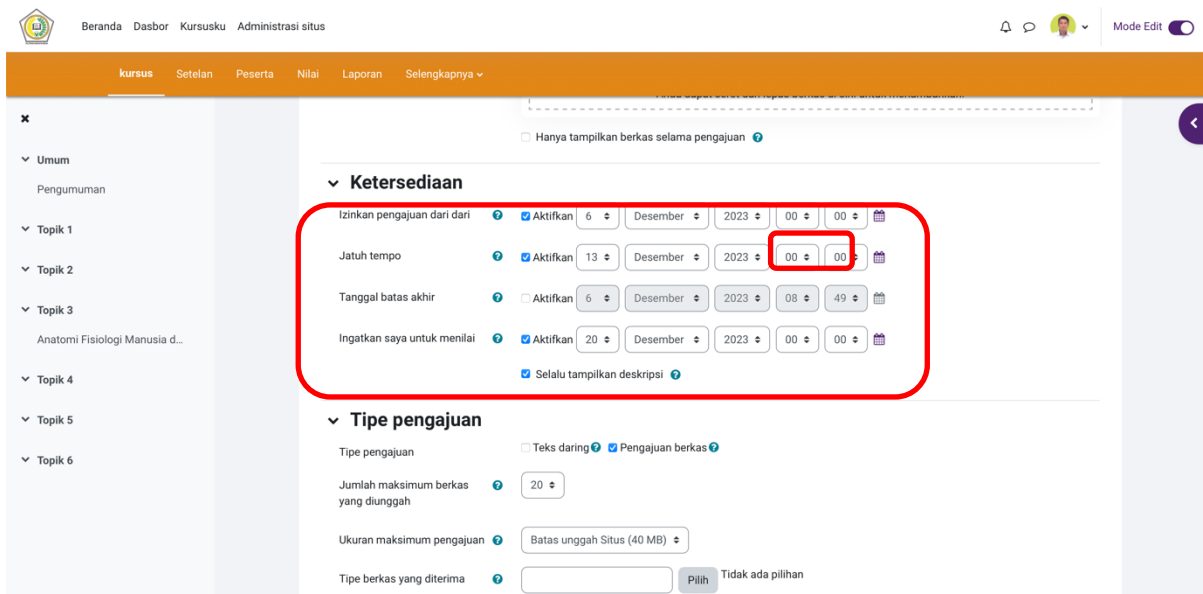 Beranda Dasbor Kursusku Administrasi situs Mode Edit
kursus Setelan Peserta Nilai Laporan Selengkapnya
Hanya tampilkan berkas selama pengajuan
Umum
Pengumuman
Topik 1
Topik 2
Topik 3
Anatomi Fisiologi Manusia d...
Topik 4
Topik 5
Topik 6
Ketersediaan
Izinkan pengajuan dari dari Aktifkan 6 Desember 2023 00 00
Jatuh tempo Aktifkan 13 Desember 2023 00 00
Tanggal batas akhir Aktifkan 6 Desember 2023 08 49
Ingatkan saya untuk menilai Aktifkan 20 Desember 2023 00 00
Selalu tampilkan deskripsi
Tipe pengajuan
Tipe pengajuan Teks daring Pengajuan berkas
Jumlah maksimum berkas 20
yang diunggah
Ukuran maksimum pengajuan Batas unggah Situs (40 MB)
Tipe berkas yang diterima Pilih Tidak ada pilihan